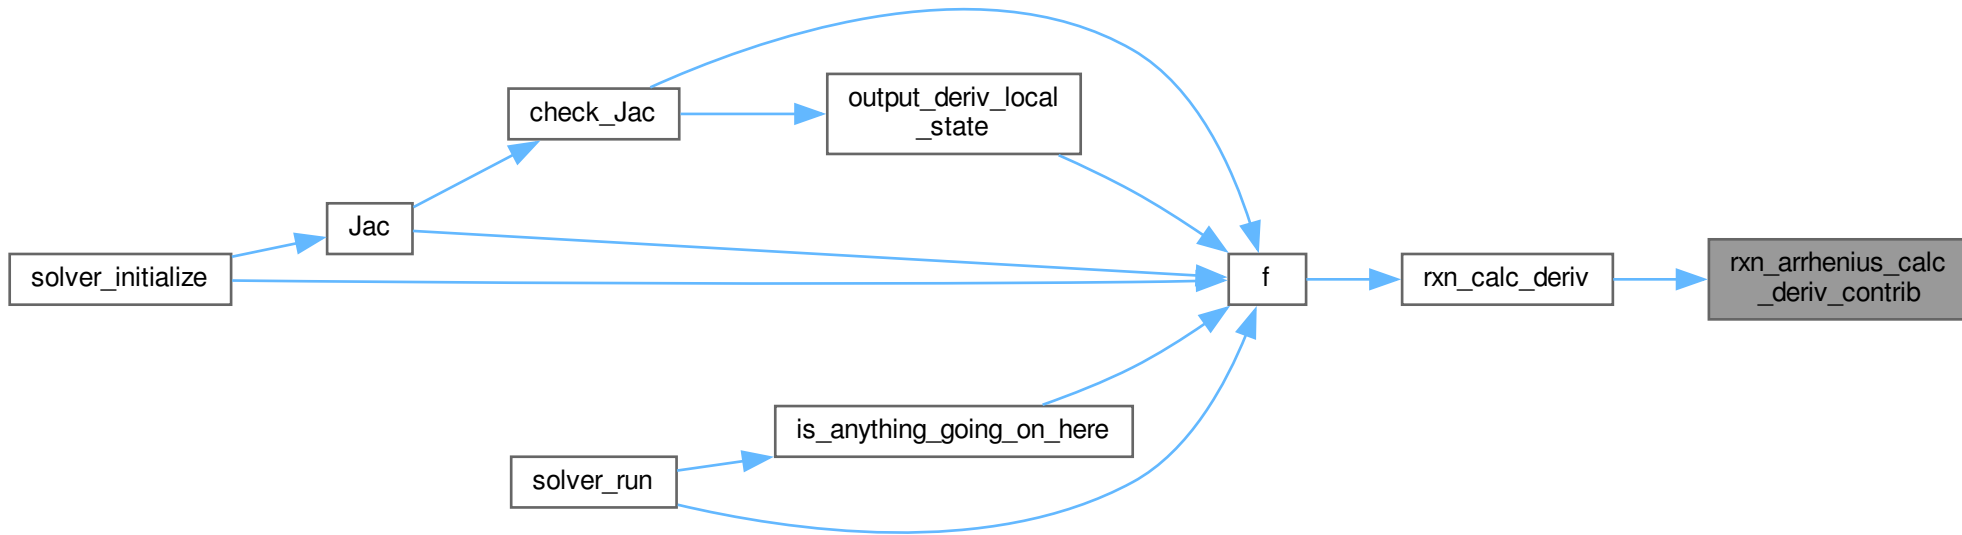 check_Jac
output_deriv_local
_state
Jac
solver_initialize
f
rxn_calc_deriv
rxn_arrhenius_calc
_deriv_contrib
is_anything_going_on_here
solver_run